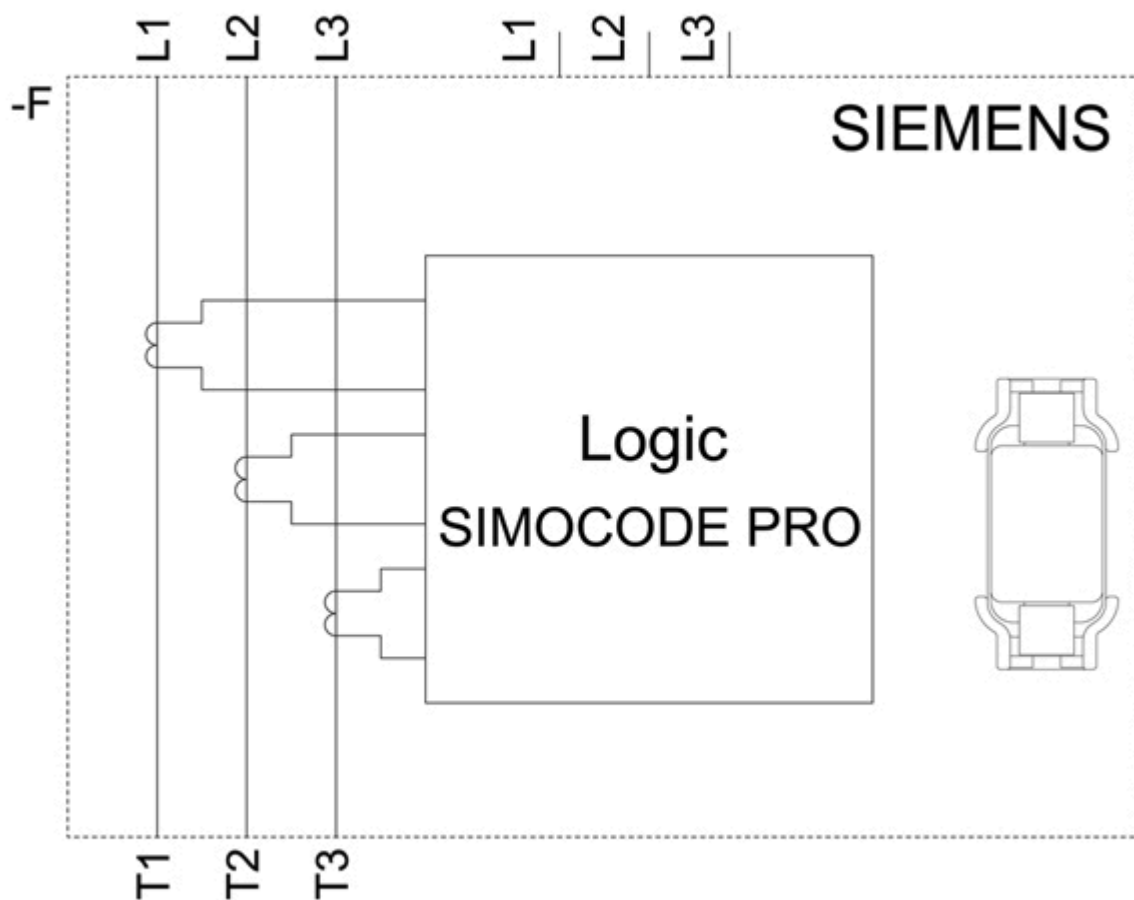 L1 L2 L3 L1 L2 L3
-F
SIEMENS
Logic
SIMOCODE PRO
T1 T2 T3